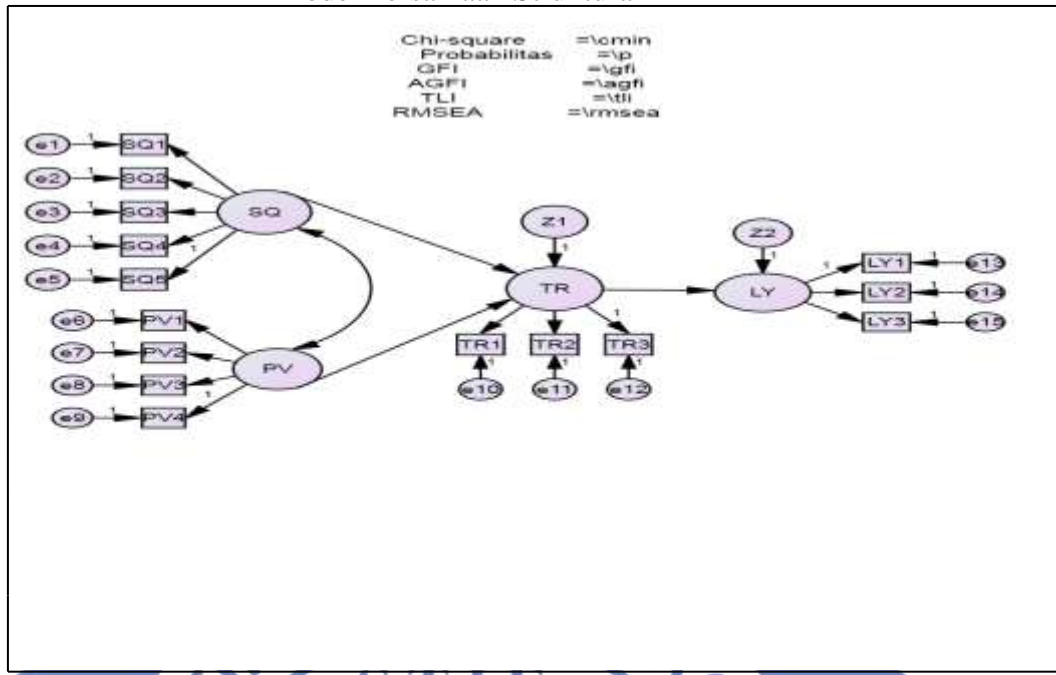 Chi-square =\cmin
Probabilitas =\p
GFI =\gfi
AGFI =\agfi
TLI =\tli
RMSEA =\rmsea
e1 1 SQ1
e2 1 SQ2
e3 1 SQ3
e4 1 SQ4
e5 1 SQ5
1
SQ
e6 1 PV1
e7 1 PV2
e8 1 PV3
e9 1 PV4
1
PV
Z1
1
TR
1
TR1 TR2 TR3
1 1 1
e10 e11 e12
Z2
1
LY
1
LY1 1 e13
LY2 1 e14
LY3 1 e15